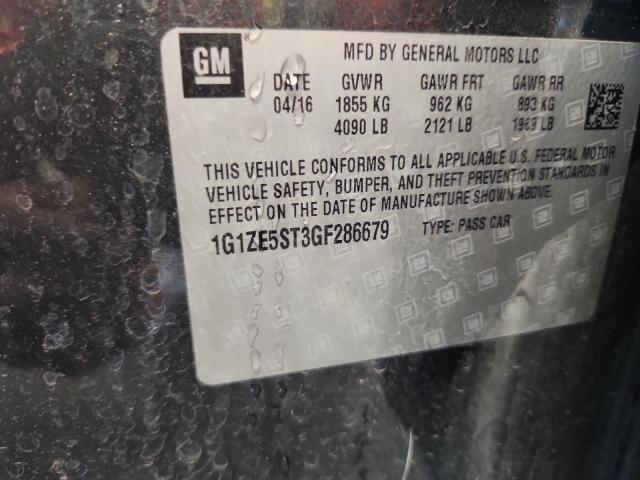 GM
MFD BY GENERAL MOTORS LLC
DATE GVWR GAWR FRT GAWR RR
04/16 1855 KG 962 KG 893 KG
4090 LB 2121 LB 1969 LB
THIS VEHICLE CONFORMS TO ALL APPLICABLE U.S. FEDERAL MOTOR
VEHICLE SAFETY, BUMPER, AND THEFT PREVENTION STANDARDS IN
EFFECT ON THE DATE OF MANUFACTURE SHOWN ABOVE.
1G1ZE5ST3GF286679 TYPE: PASS CAR